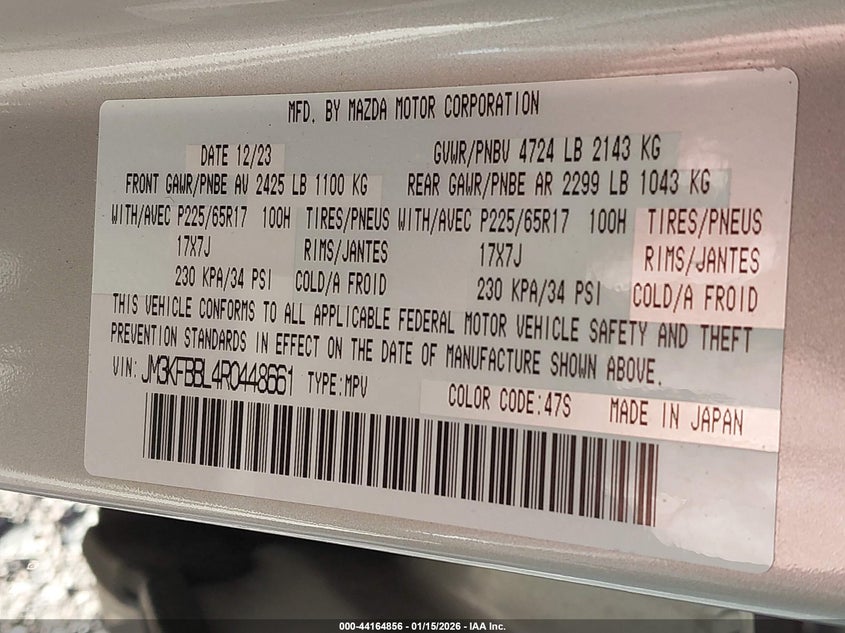 MFD. BY MAZDA MOTOR CORPORATION
DATE 12/23 GVWR/PNBV 4724 LB 2143 KG
FRONT GAWR/PNBE AV 2425 LB 1100 KG REAR GAWR/PNBE AR 2299 LB 1043 KG
WITH/AVEC P225/65R17 100H TIRES/PNEUS WITH/AVEC P225/65R17 100H TIRES/PNEUS
17X7J RIMS/JANTES 17X7J RIMS/JANTES
230 KPA/34 PSI COLD/A FROID 230 KPA/34 PSI COLD/A FROID
THIS VEHICLE CONFORMS TO ALL APPLICABLE FEDERAL MOTOR VEHICLE SAFETY AND THEFT
PREVENTION STANDARDS IN EFFECT ON THE DATE OF MANUFACTURE SHOWN ABOVE.
VIN: JM3KFBBL4R0448661 TYPE:MPV COLOR CODE:47S MADE IN JAPAN
000-44164856 - 01/15/2026 - IAA Inc.